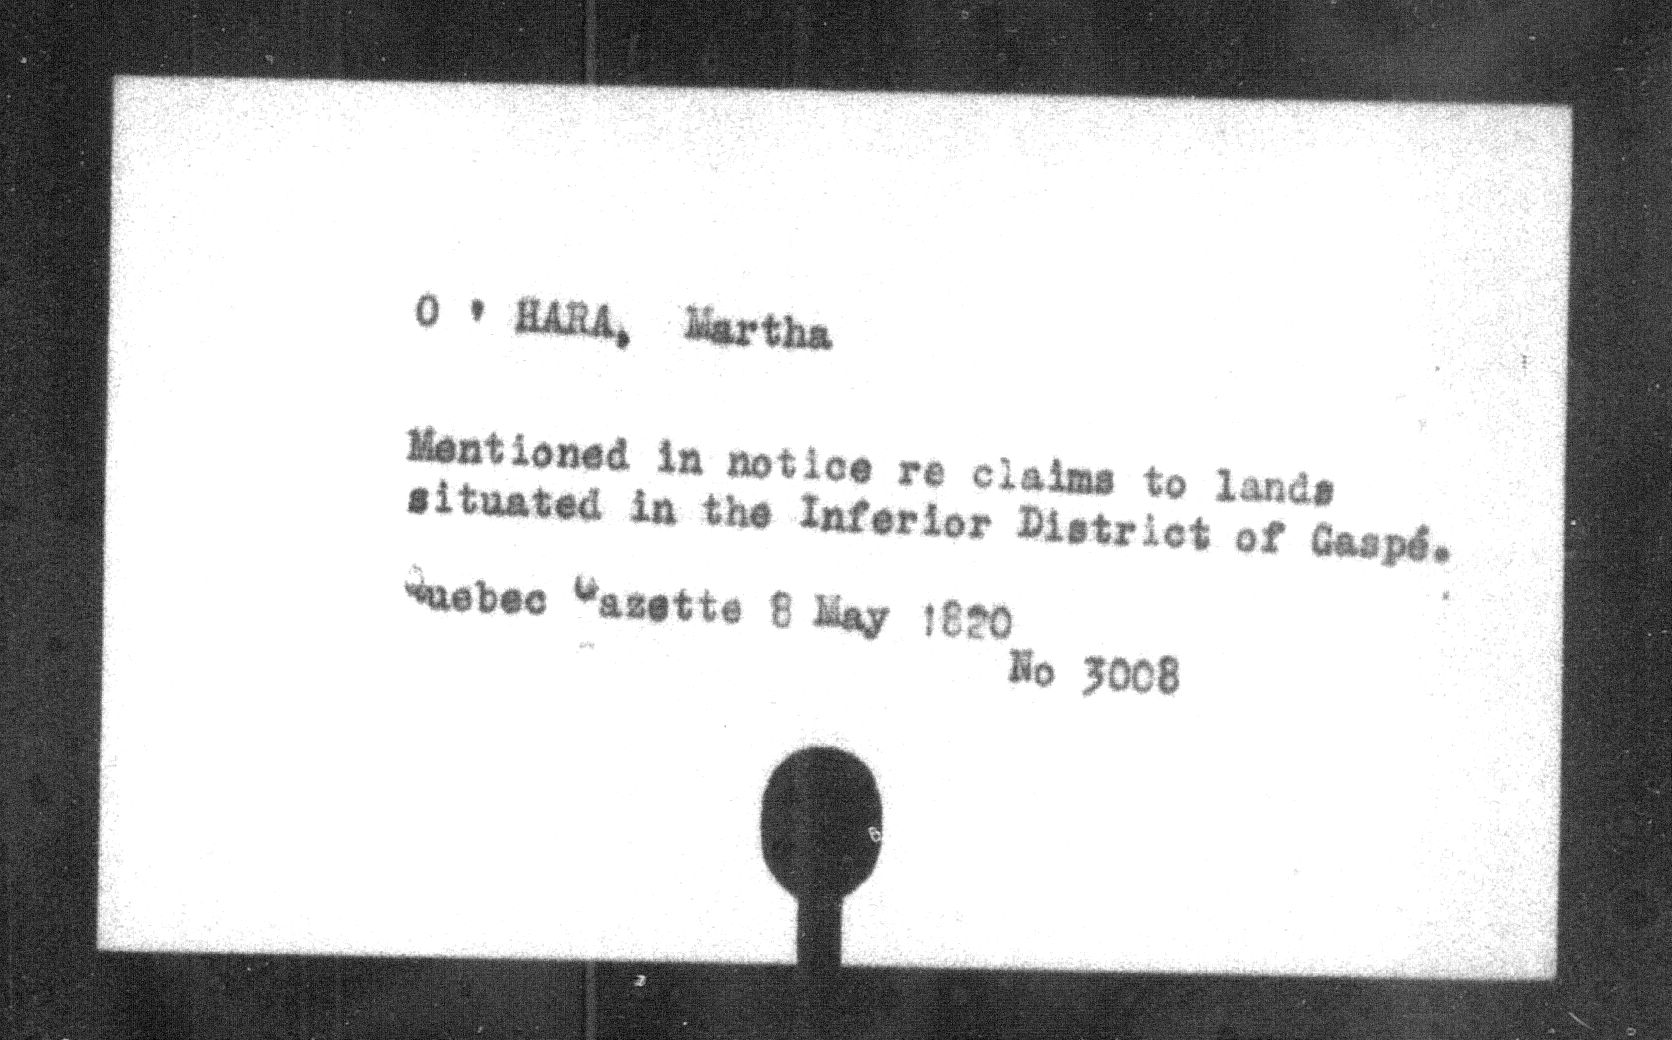 O ' HARA, Martha
Mentioned in notice re claims to lands
situated in the Inferior District of Gaspé.
Quebec Gazette 8 May 1820
No 3008